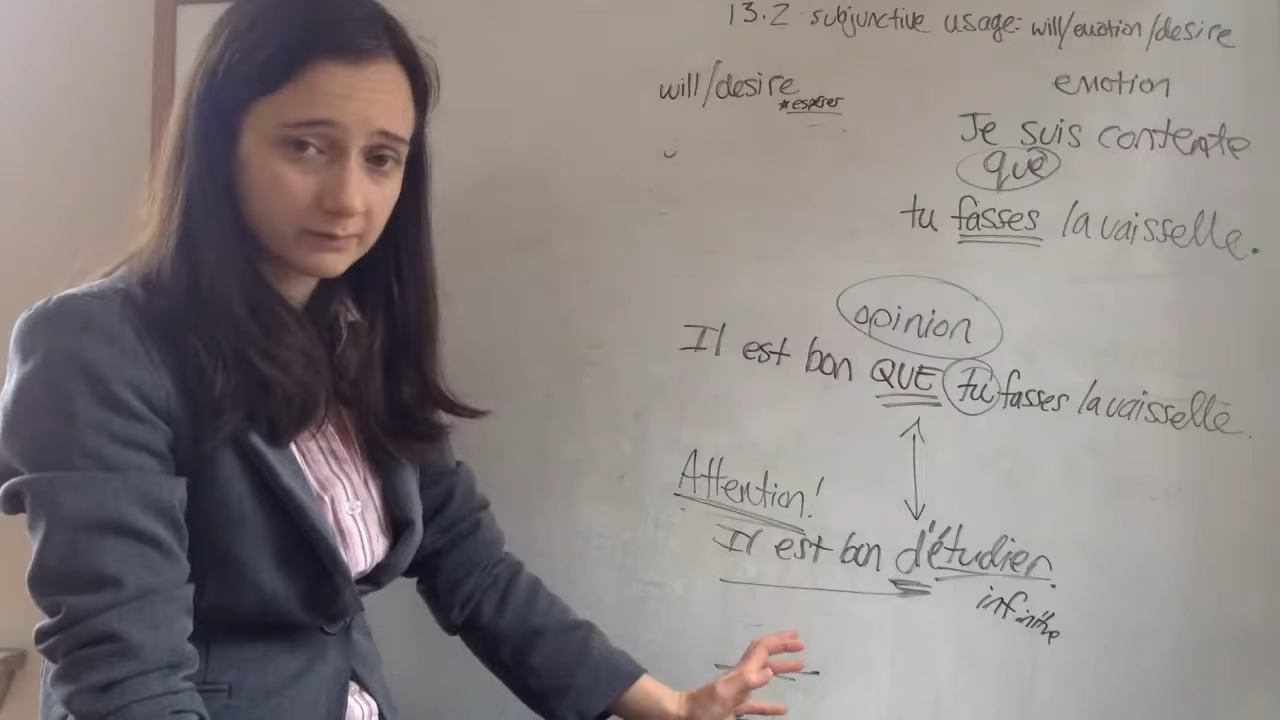 13.2 subjunctive usage: will/emotion/desire
will/desire
*espérer
emotion
Je suis contente
que
tu fasses la vaisselle.
opinion
Il est bon QUE tu fasses la vaisselle.
Attention!
Il est bon d'étudier.
infinitive